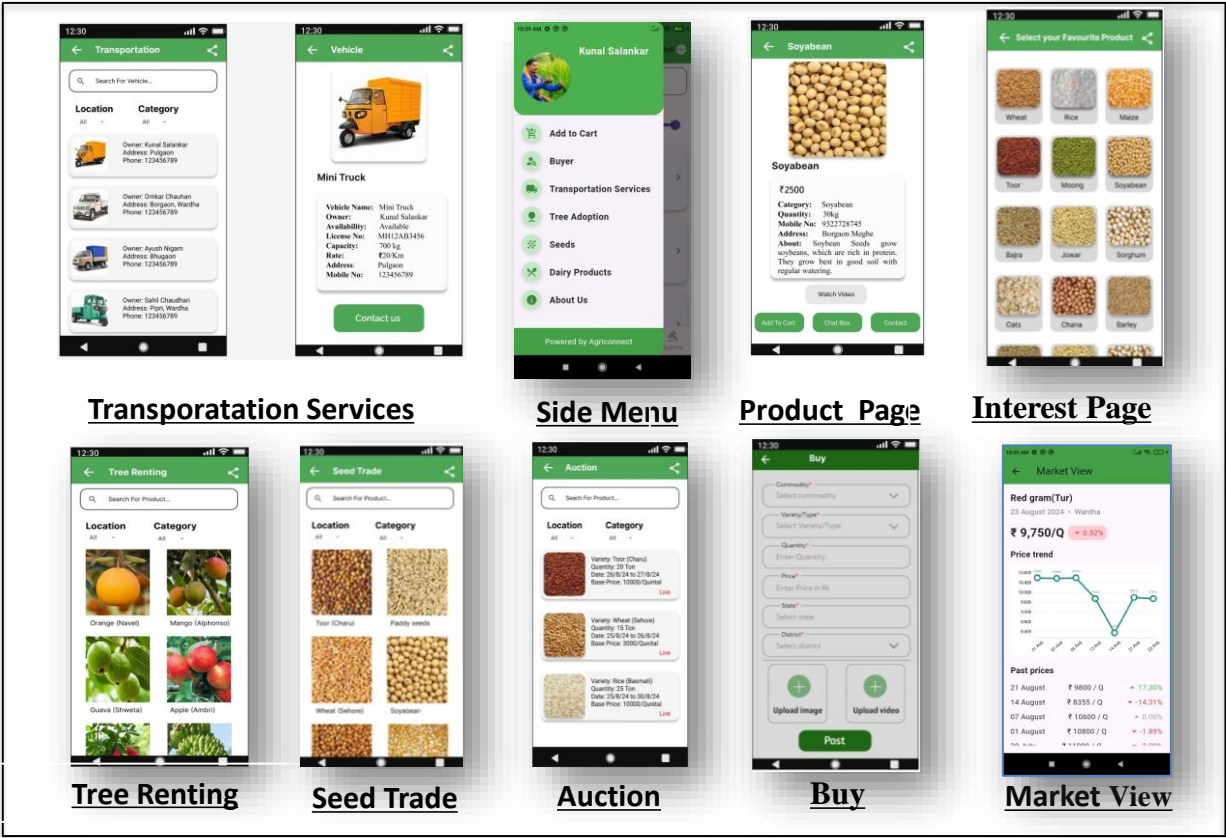 12:30
Transportation
Search For Vehicle...
Location Category
All All
Owner: Kunal Salankar
Address: Pulgaon
Phone: 123456789
Owner: Omkar Chauhan
Address: Borgaon, Wardha
Phone: 123456789
Owner: Ayush Nigam
Address: Bhugaon
Phone: 123456789
Owner: Sahil Chaudhari
Address: Pipri, Wardha
Phone: 123456789
12:30
Vehicle
Mini Truck
Vehicle Name: Mini Truck
Owner: Kunal Salankar
Availability: Available
License No: MH12AB3456
Capacity: 700 kg
Rate: ₹20/Km
Address: Pulgaon
Mobile No: 123456789
Contact us
Transporatation Services
10:39 AM
Kunal Salankar
Add to Cart
Buyer
Transportation Services
Tree Adoption
Seeds
Dairy Products
About Us
Powered by Agriconnect
Side Menu
12:30
Soyabean
Soyabean
₹2500
Category: Soyabean
Quantity: 30kg
Mobile No: 9322728745
Address: Borgaon Meghe
About: Soybean Seeds grow
soybeans, which are rich in protein.
They grow best in good soil with
regular watering.
Watch Video
Add To Cart Chat Box Contact
Product Page
12:30
Select your Favourite Product
Wheat Rice Maize
Toor Moong Soyabean
Bajra Jowar Sorghum
Oats Chana Barley
Interest Page
12:30
Tree Renting
Search For Product...
Location Category
All All
Orange (Navel) Mango (Alphonso)
Guava (Shweta) Apple (Ambri)
Tree Renting
12:30
Seed Trade
Search For Product...
Location Category
All All
Toor (Charu) Paddy seeds
Wheat (Sehore) Soyabean
Seed Trade
12:30
Auction
Seach For Product...
Location Category
All All
Variety: Toor (Charu)
Quantity: 20 Ton
Date: 26/8/24 to 27/8/24
Base Price: 10000/Quintal
Live
Variety: Wheat (Sehore)
Quantity: 15 Ton
Date: 25/8/24 to 26/8/24
Base Price: 3000/Qunital
Live
Variety: Rice (Basmati)
Quantity: 25 Ton
Date: 25/8/24 to 30/8/24
Base Price: 10000/Quintal
Live
Auction
12:30
Buy
Commodity*
Select commodity
Variety/Type*
Select Variety/Type
Quantity*
Enter Quantity
Price*
Enter Price in Rs
State*
Select state
District*
Select district
Upload image Upload video
Post
Buy
Market View
Red gram(Tur)
23 August 2024 • Wardha
₹ 9,750/Q 0.52%
Price trend
Past prices
21 August ₹ 9800 / Q 17.30%
14 August ₹ 8355 / Q -14.31%
07 August ₹ 10600 / Q 0.00%
01 August ₹ 10800 / Q -1.89%
Market View